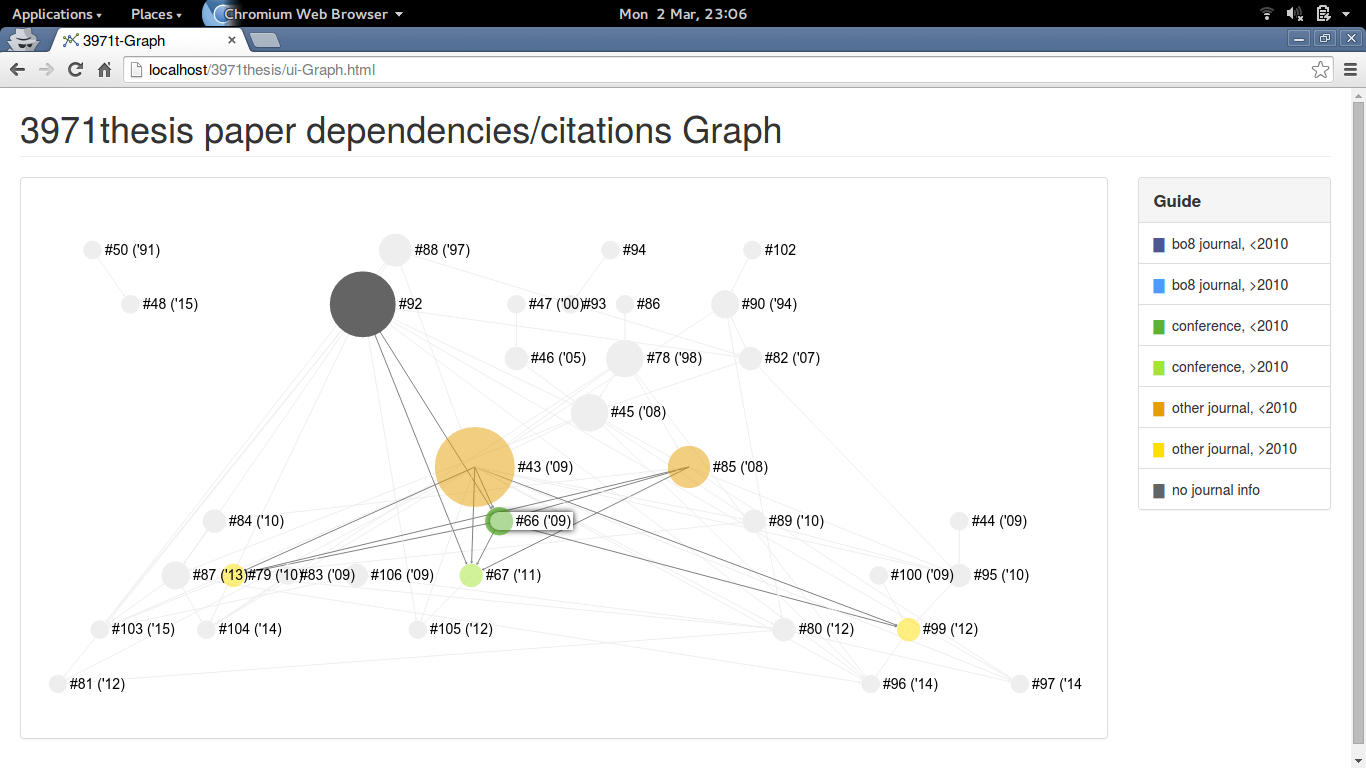 Applications Places Chromium Web Browser Mon 2 Mar, 23:06
3971t-Graph
localhost/3971thesis/ui-Graph.html
3971thesis paper dependencies/citations Graph
Guide
bo8 journal, <2010
bo8 journal, >2010
conference, <2010
conference, >2010
other journal, <2010
other journal, >2010
no journal info
#50 ('91) #88 ('97) #94 #102
#48 ('15) #92 #47 ('00) #93 #86 #90 ('94)
#46 ('05) #78 ('98) #82 ('07)
#45 ('08)
#43 ('09) #85 ('08)
#84 ('10) #66 ('09) #89 ('10) #44 ('09)
#87 ('13) #79 ('10) #83 ('09) #106 ('09) #67 ('11) #100 ('09) #95 ('10)
#103 ('15) #104 ('14) #105 ('12) #80 ('12) #99 ('12)
#81 ('12) #96 ('14) #97 ('14